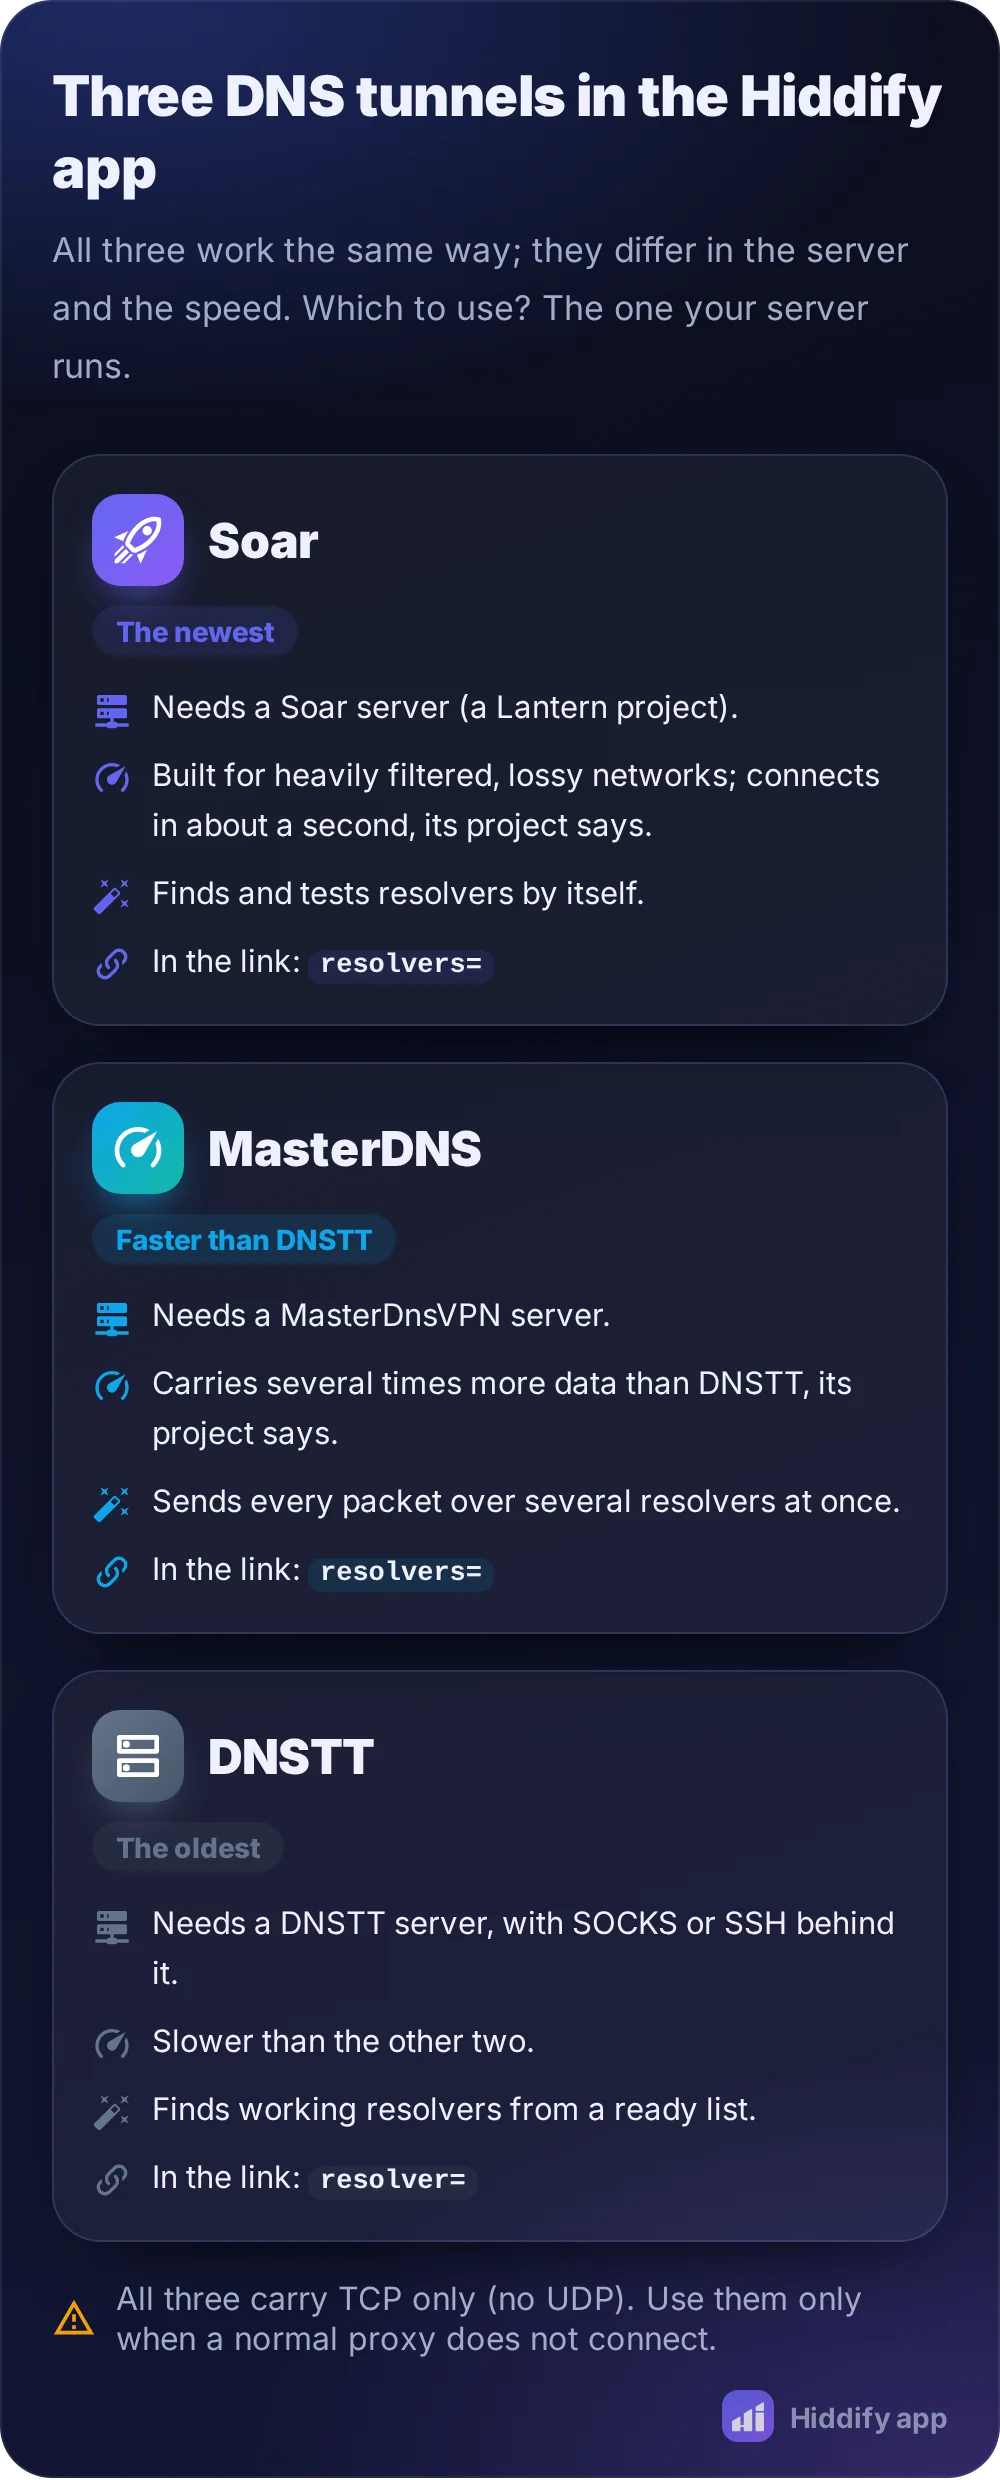 Three DNS tunnels in the Hiddify
app
All three work the same way; they differ in the server
and the speed. Which to use? The one your server
runs.
Soar
The newest
Needs a Soar server (a Lantern project).
Built for heavily filtered, lossy networks; connects
in about a second, its project says.
Finds and tests resolvers by itself.
In the link: resolvers=
MasterDNS
Faster than DNSTT
Needs a MasterDnsVPN server.
Carries several times more data than DNSTT, its
project says.
Sends every packet over several resolvers at once.
In the link: resolvers=
DNSTT
The oldest
Needs a DNSTT server, with SOCKS or SSH behind
it.
Slower than the other two.
Finds working resolvers from a ready list.
In the link: resolver=
All three carry TCP only (no UDP). Use them only
when a normal proxy does not connect.
Hiddify app